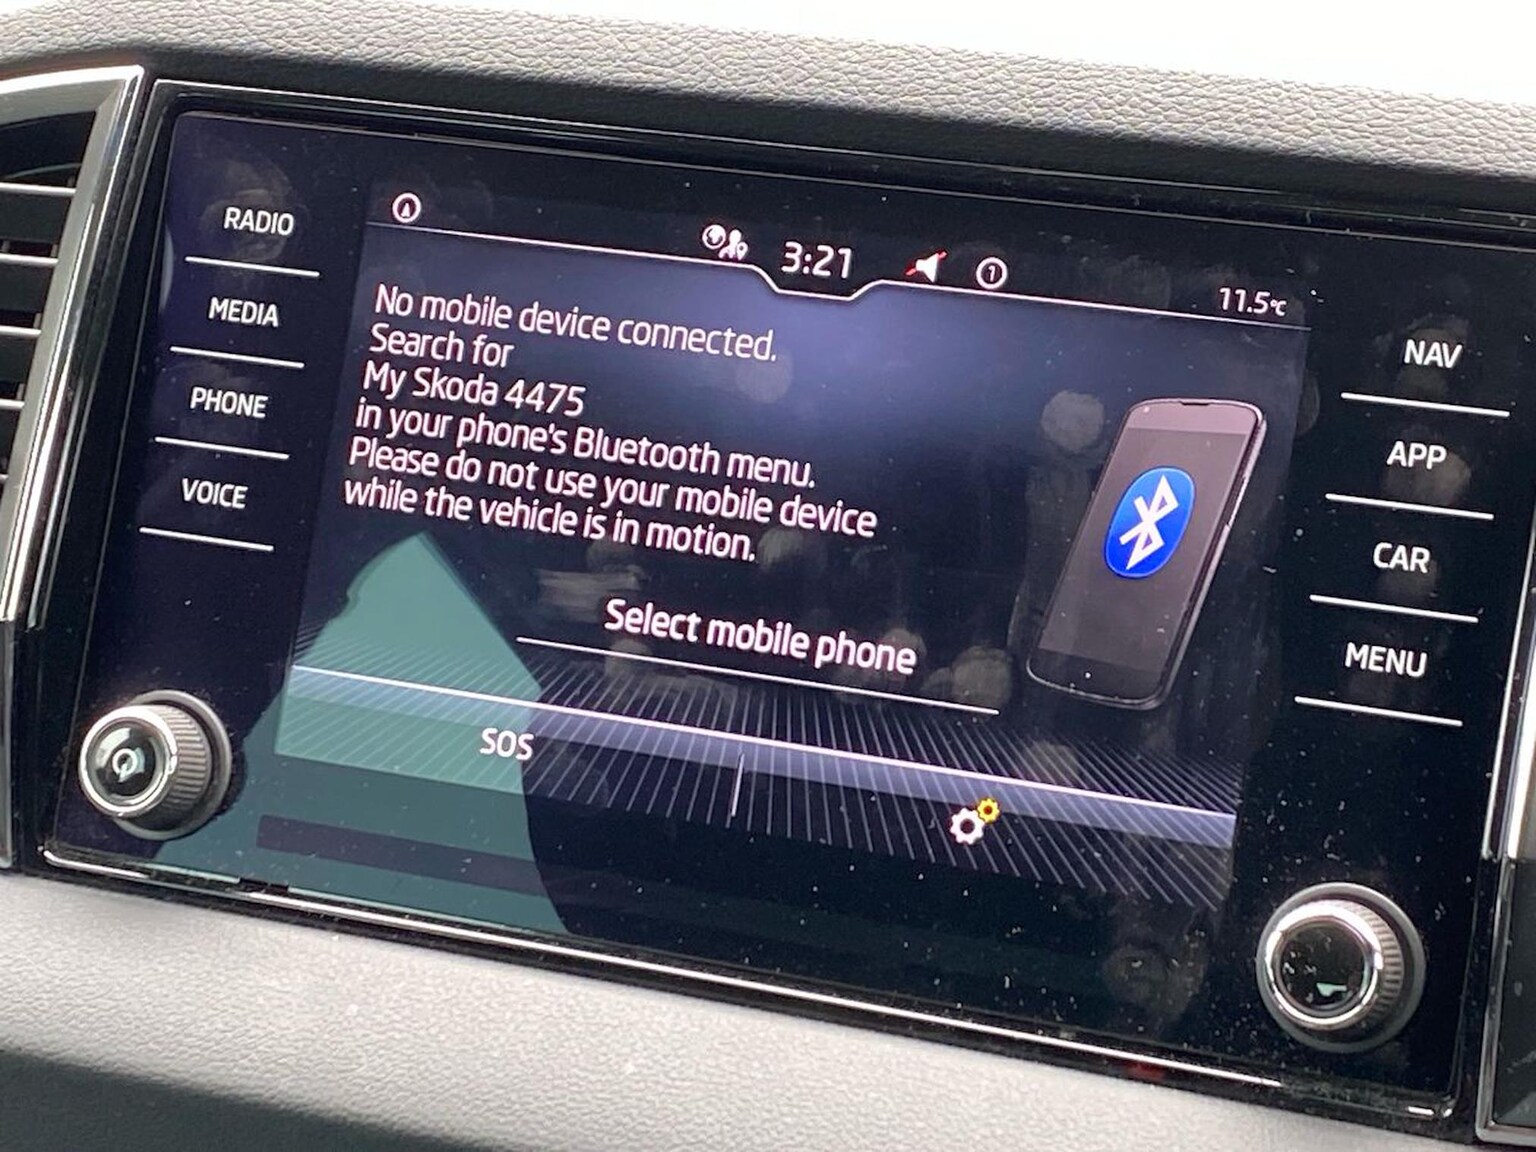 RADIO
MEDIA
PHONE
VOICE
3:21
1
11.5°C
No mobile device connected.
Search for
My Skoda 4475
in your phone's Bluetooth menu.
Please do not use your mobile device
while the vehicle is in motion.
Select mobile phone
SOS
NAV
APP
CAR
MENU